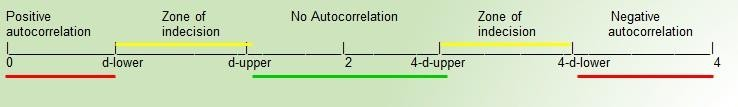 Positive Zone of No Autocorrelation Zone of Negative
autocorrelation indecision indecision autocorrelation
0 d-lower d-upper 2 4-d-upper 4-d-lower 4